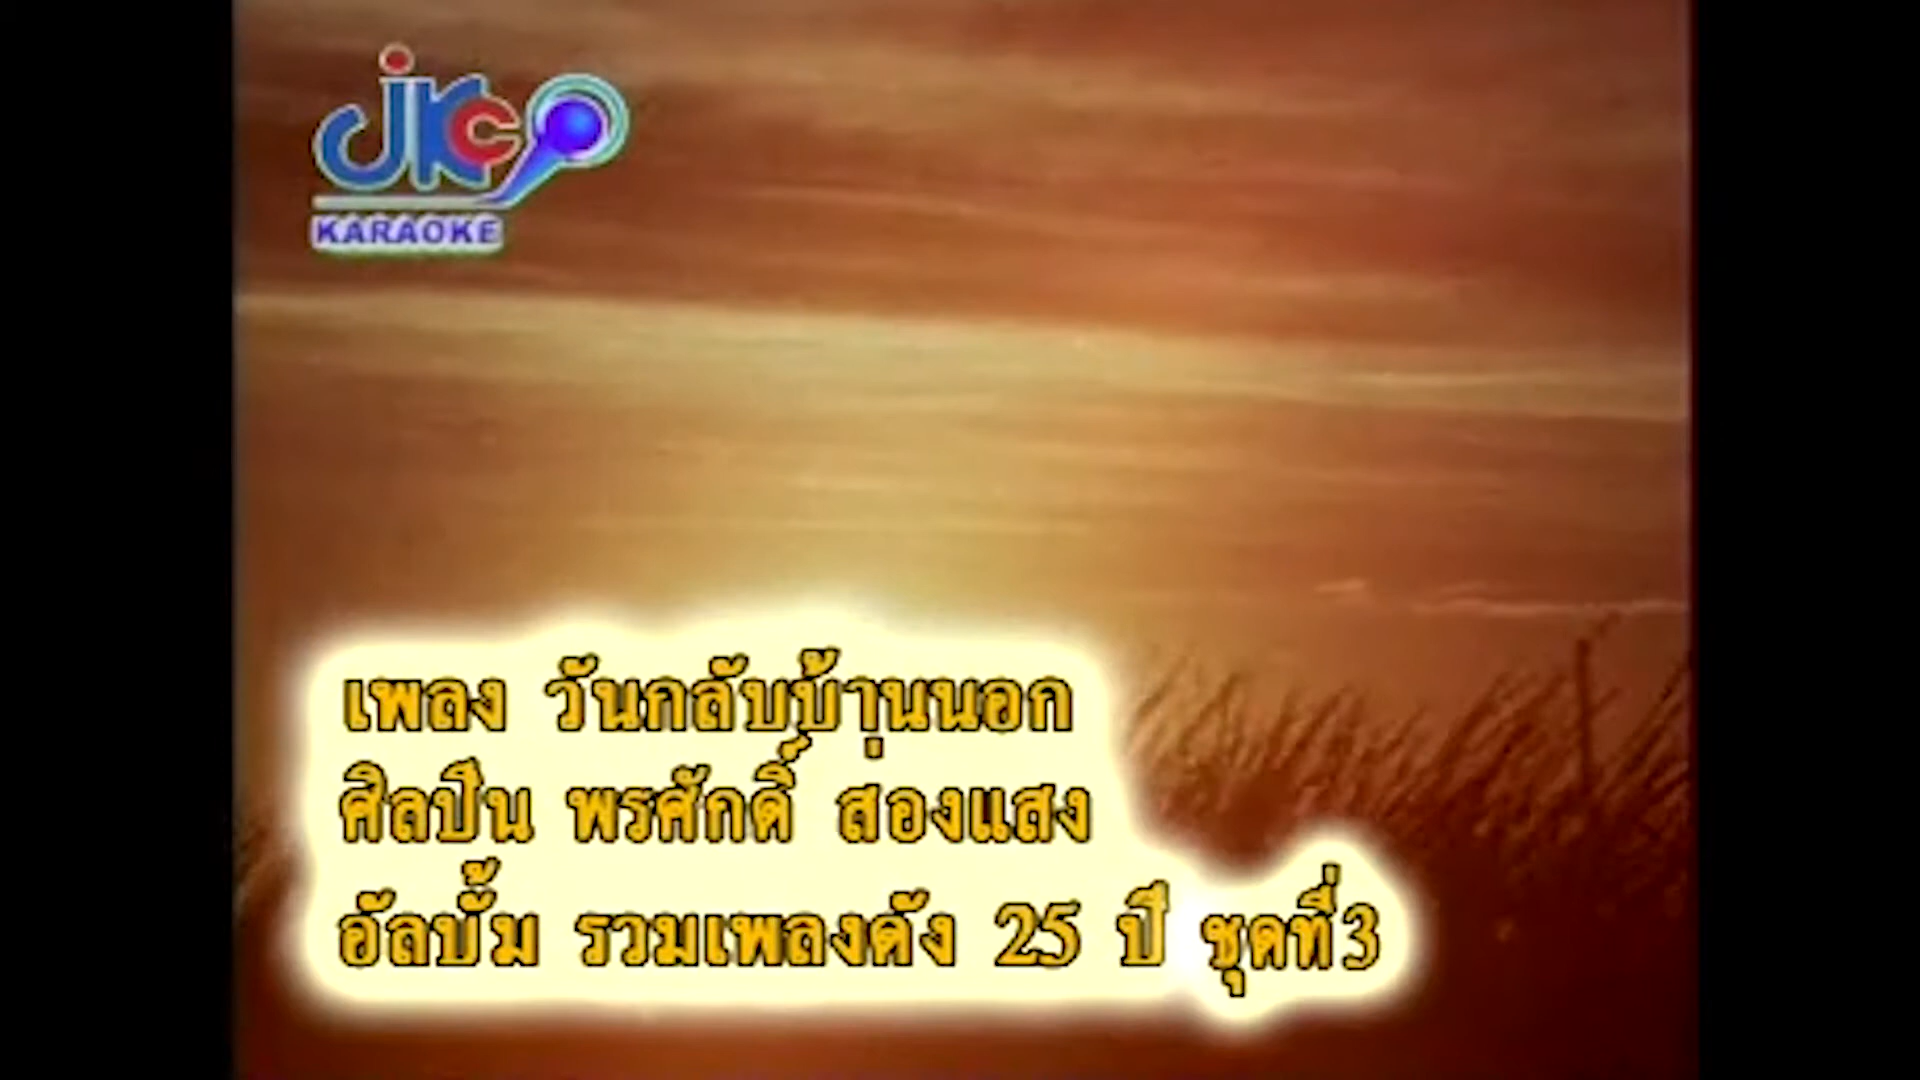 JKC
KARAOKE
เพลง วันกลับบ้านนอก
ศิลปิน พรศักดิ์ ส่องแสง
อัลบั้ม รวมเพลงดัง 25 ปี ชุดที่3